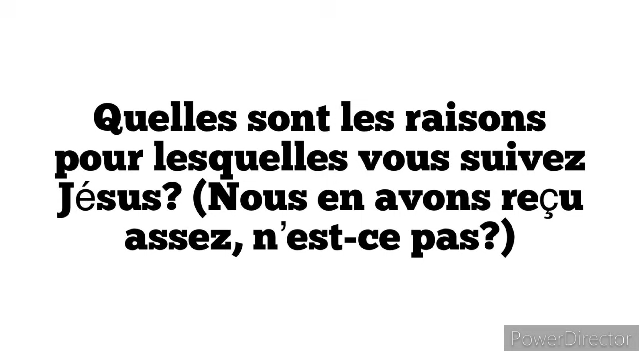 Quelles sont les raisons
pour lesquelles vous suivez
Jésus? (Nous en avons reçu
assez, n’est-ce pas?)
PowerDirector